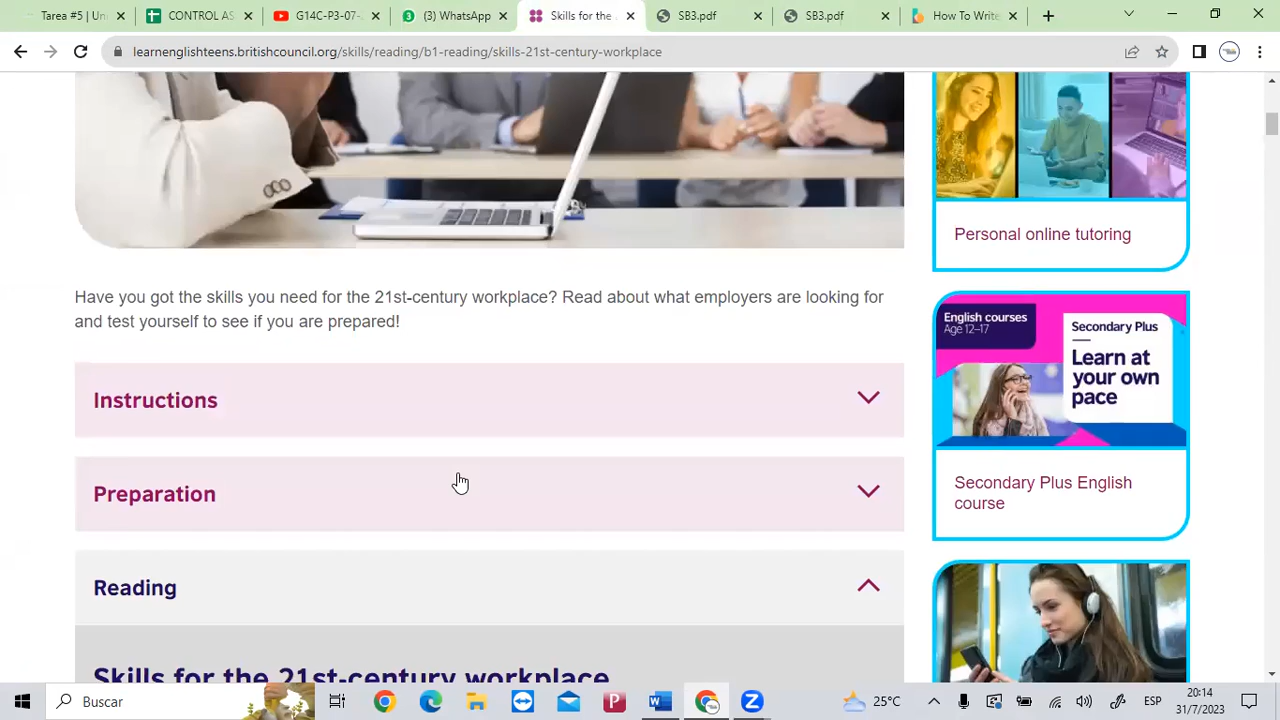 Tarea #5 | Un
CONTROL AS
G14C-P3-07-
(3) WhatsApp
Skills for the
SB3.pdf
SB3.pdf
How To Write
learnenglishteens.britishcouncil.org/skills/reading/b1-reading/skills-21st-century-workplace
Personal online tutoring
Have you got the skills you need for the 21st-century workplace? Read about what employers are looking for
and test yourself to see if you are prepared!
Instructions
Preparation
Reading
Skills for the 21st-century workplace
English courses
Age 12–17
Secondary Plus
Learn at
your own
pace
Secondary Plus English
course
Buscar
25°C
ESP
20:14
31/7/2023